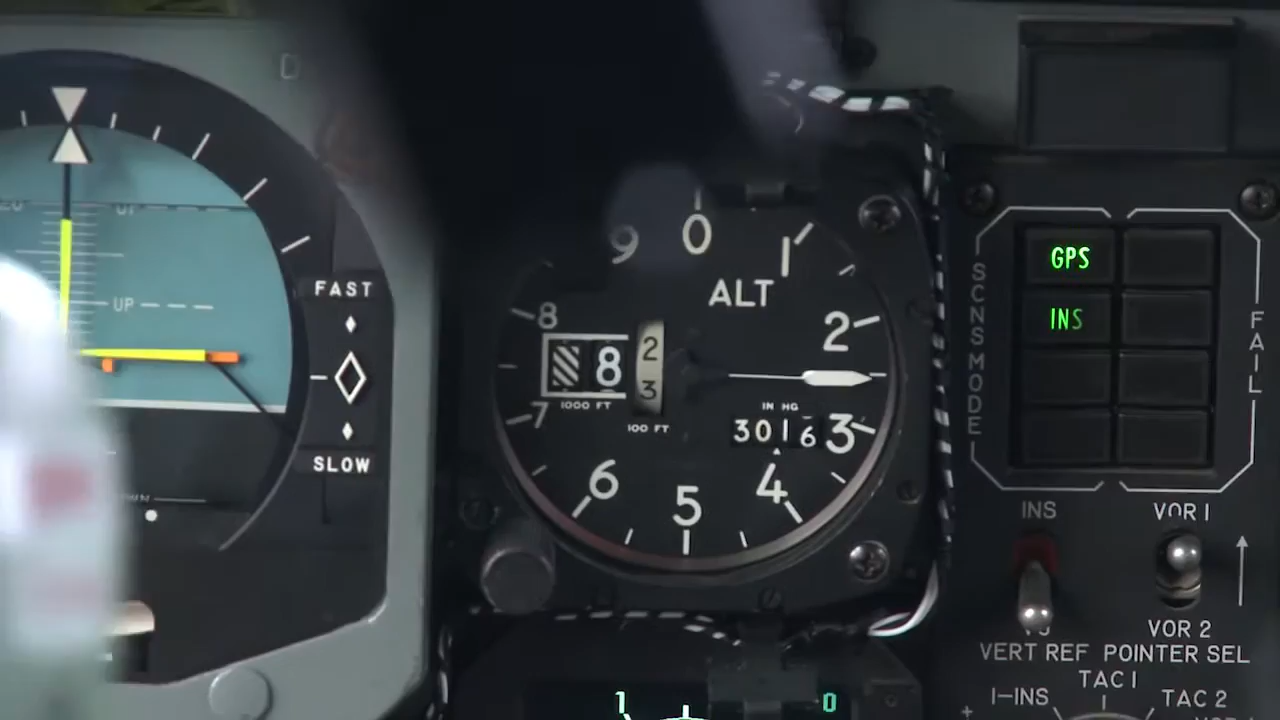 UP
FAST
SLOW
0
1
2
3
4
5
6
7
8
9
ALT
8
2
3
1000 FT
100 FT
IN HG
3016
SCNS MODE
GPS
INS
FAIL
INS
VOR 1
VOR 2
VERT REF
POINTER SEL
TAC 1
I-INS
TAC 2
1
0